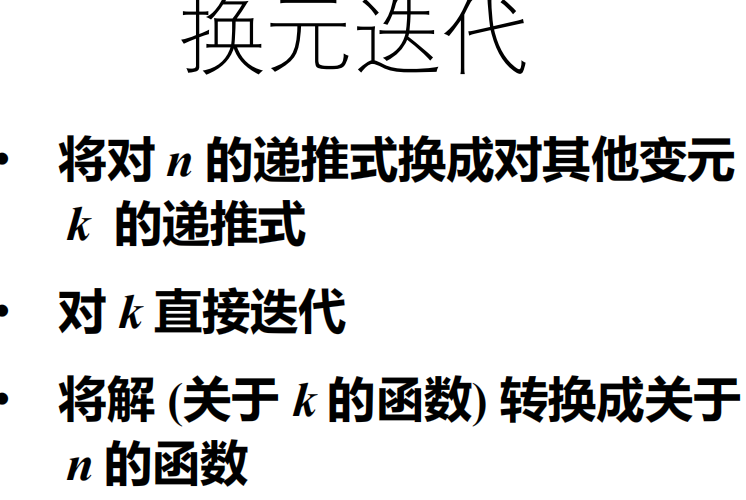 换元迭代
• 将对 n 的递推式换成对其他变元
k 的递推式
• 对 k 直接迭代
• 将解 (关于 k 的函数) 转换成关于
n 的函数